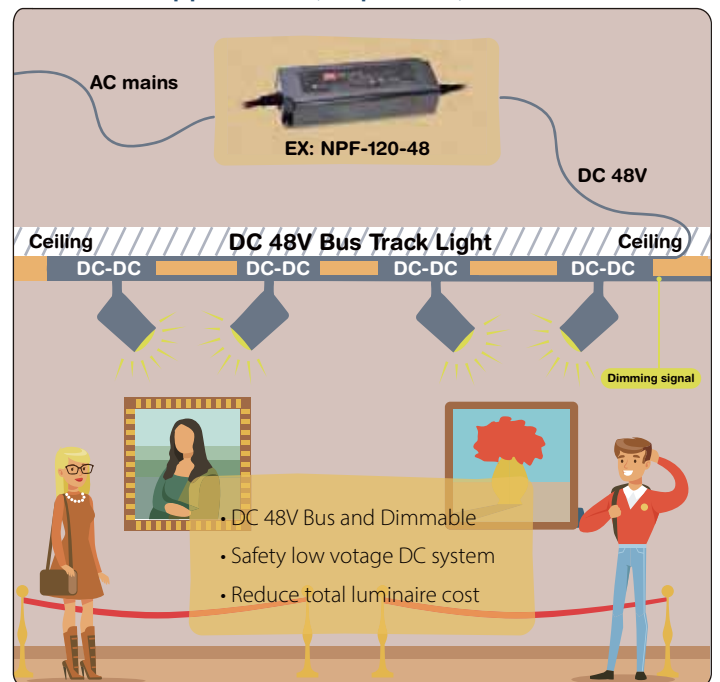 AC mains
EX: NPF-120-48
DC 48V
Ceiling
DC 48V Bus Track Light
Ceiling
DC-DC
DC-DC
DC-DC
DC-DC
Dimming signal
• DC 48V Bus and Dimmable
• Safety low votage DC system
• Reduce total luminaire cost